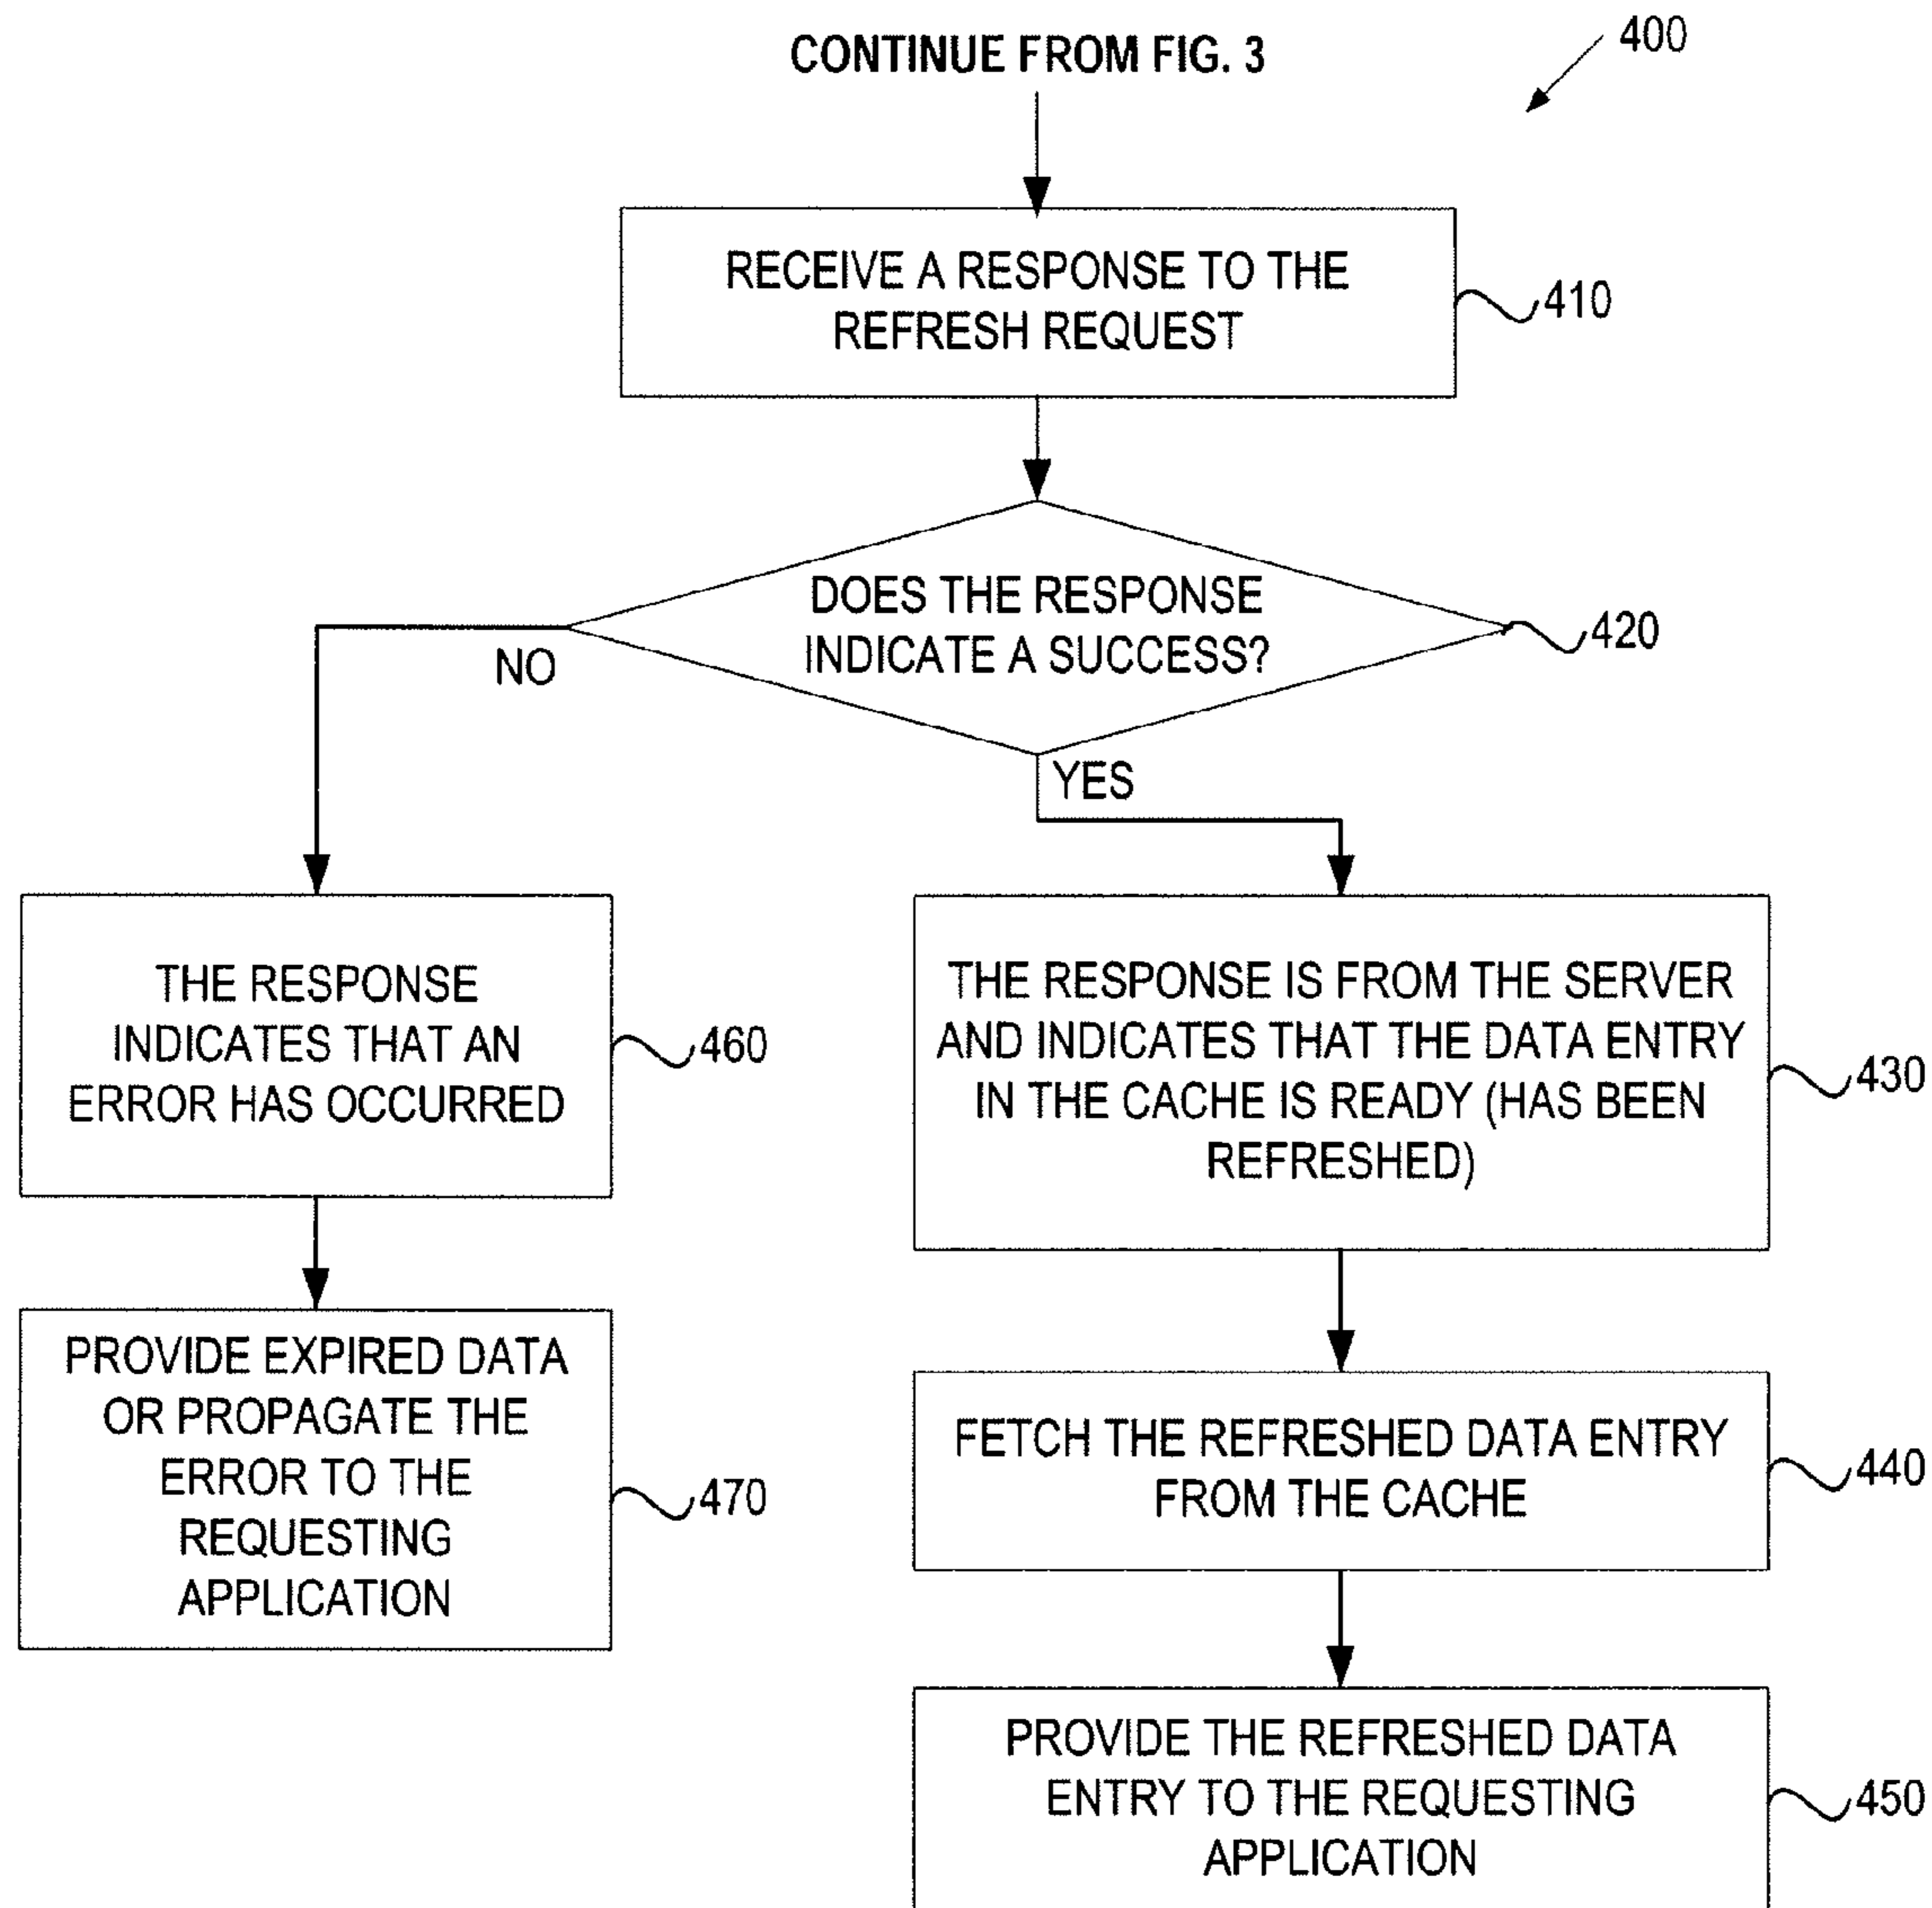 CONTINUE FROM FIG. 3
400
RECEIVE A RESPONSE TO THE
REFRESH REQUEST
410
DOES THE RESPONSE
INDICATE A SUCCESS?
420
NO
YES
THE RESPONSE
INDICATES THAT AN
ERROR HAS OCCURRED
460
THE RESPONSE IS FROM THE SERVER
AND INDICATES THAT THE DATA ENTRY
IN THE CACHE IS READY (HAS BEEN
REFRESHED)
430
PROVIDE EXPIRED DATA
OR PROPAGATE THE
ERROR TO THE
REQUESTING
APPLICATION
470
FETCH THE REFRESHED DATA ENTRY
FROM THE CACHE
440
PROVIDE THE REFRESHED DATA
ENTRY TO THE REQUESTING
APPLICATION
450